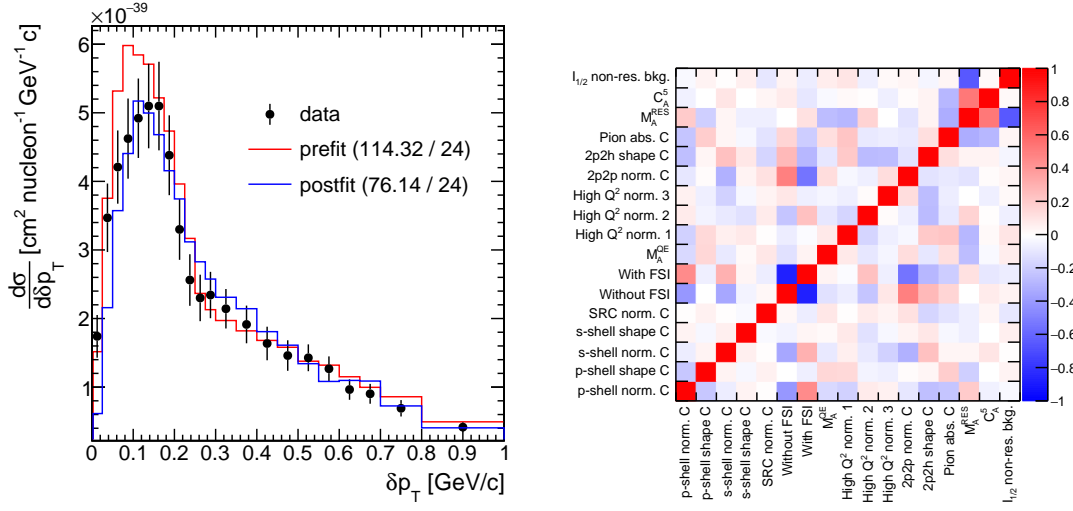 ×10⁻³⁹
dσ/dδp_T [cm² nucleon⁻¹ GeV⁻¹ c]
6
5
4
3
2
1
data
prefit (114.32 / 24)
postfit (76.14 / 24)
0 0.1 0.2 0.3 0.4 0.5 0.6 0.7 0.8 0.9 1
δp_T [GeV/c]
I₁/₂ non-res. bkg.
C_A^5
M_A^RES
Pion abs. C
2p2h shape C
2p2p norm. C
High Q² norm. 3
High Q² norm. 2
High Q² norm. 1
M_A^QE
With FSI
Without FSI
SRC norm. C
s-shell shape C
s-shell norm. C
p-shell shape C
p-shell norm. C
p-shell norm. C
p-shell shape C
s-shell norm. C
s-shell shape C
SRC norm. C
Without FSI
With FSI
M_A^QE
High Q² norm. 1
High Q² norm. 2
High Q² norm. 3
2p2p norm. C
2p2h shape C
Pion abs. C
M_A^RES
C_A^5
I₁/₂ non-res. bkg.
1
0.8
0.6
0.4
0.2
0
−0.2
−0.4
−0.6
−0.8
−1